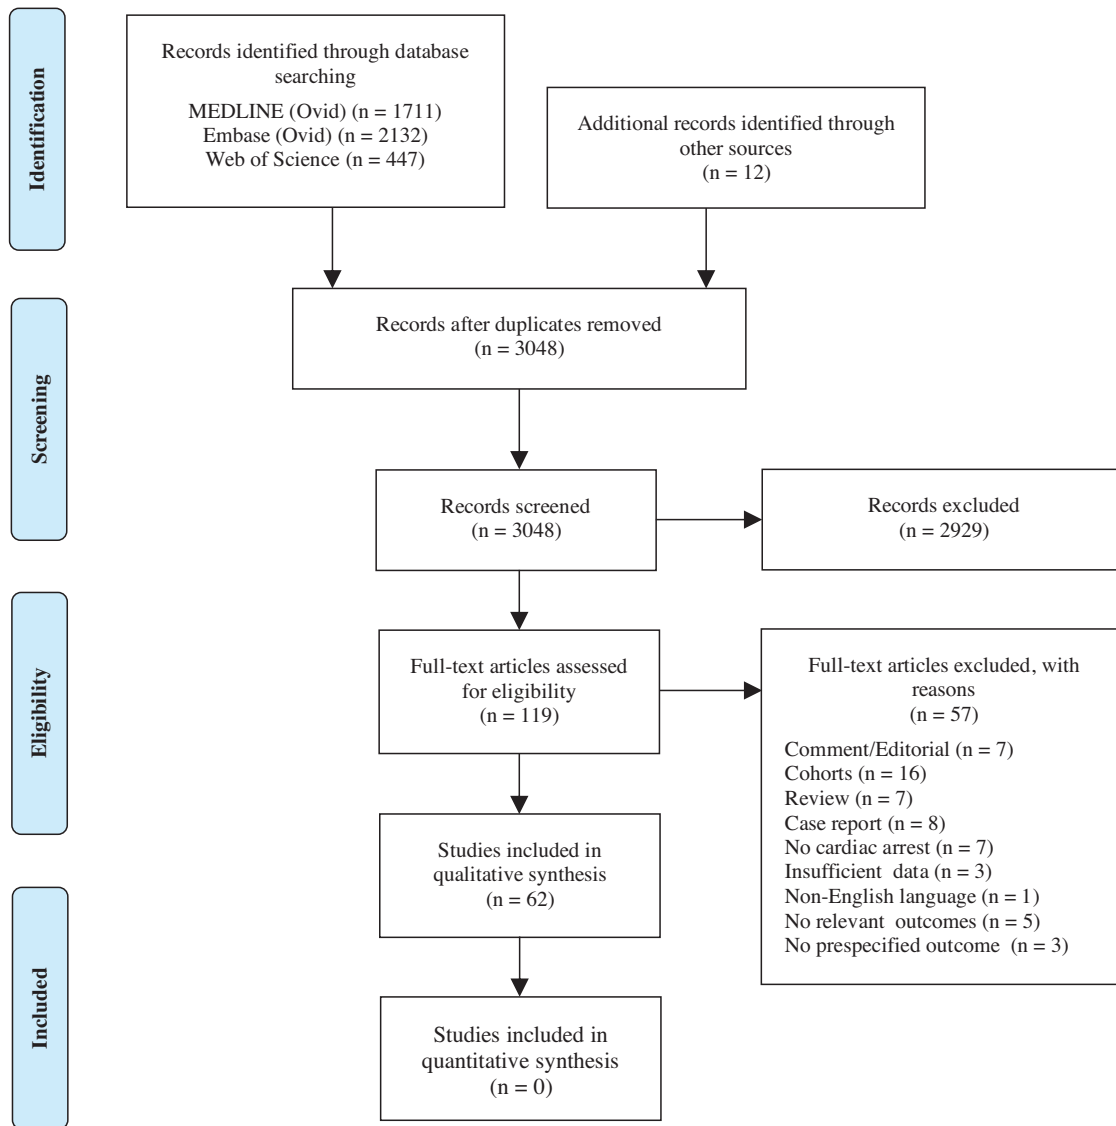 Identification
Records identified through database
searching
MEDLINE (Ovid) (n = 1711)
Embase (Ovid) (n = 2132)
Web of Science (n = 447)
Additional records identified through
other sources
(n = 12)
Screening
Records after duplicates removed
(n = 3048)
Records screened
(n = 3048)
Records excluded
(n = 2929)
Eligibility
Full-text articles assessed
for eligibility
(n = 119)
Full-text articles excluded, with
reasons
(n = 57)
Comment/Editorial (n = 7)
Cohorts (n = 16)
Review (n = 7)
Case report (n = 8)
No cardiac arrest (n = 7)
Insufficient data (n = 3)
Non-English language (n = 1)
No relevant outcomes (n = 5)
No prespecified outcome (n = 3)
Studies included in
qualitative synthesis
(n = 62)
Included
Studies included in
quantitative synthesis
(n = 0)